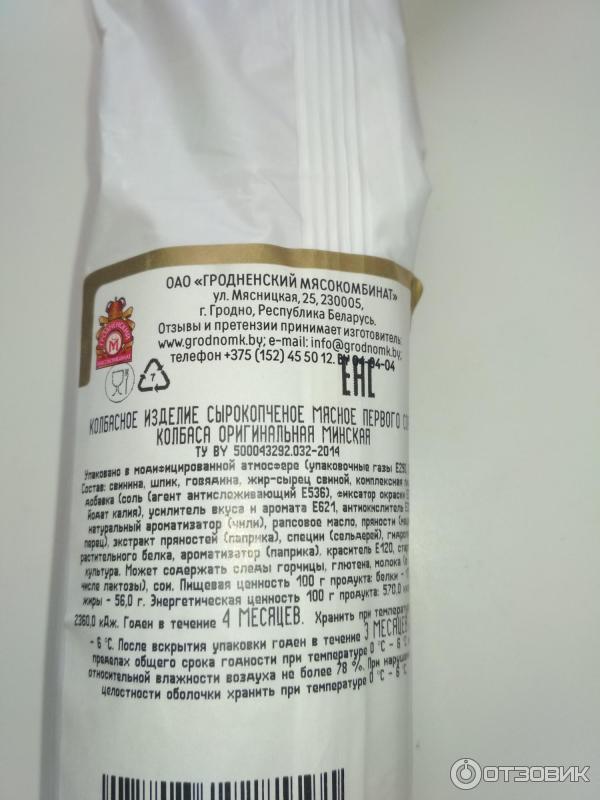 ОАО «ГРОДНЕНСКИЙ МЯСОКОМБИНАТ»
ул. Мясницкая, 25, 230005,
г. Гродно, Республика Беларусь.
Отзывы и претензии принимает изготовитель:
www.grodnomk.by; e-mail: info@grodnomk.by;
телефон +375 (152) 45 50 12. BY 04-04
ГРОДНЕНСКИЙ
М
МЯСОКОМБИНАТ
7
EAC
КОЛБАСНОЕ ИЗДЕЛИЕ СЫРОКОПЧЕНОЕ МЯСНОЕ ПЕРВОГО
КОЛБАСА ОРИГИНАЛЬНАЯ МИНСКАЯ
ТУ BY 500043292.032-2014
Упаковано в модифицированной атмосфере (упаковочные газы
Состав: свинина, шпик, говядина, жир-сырец свиной, комплексная
добавка (соль (агент антислеживающий Е536), фиксатор окраски
йодат калия), усилитель вкуса и аромата Е621, антиокислитель
натуральный ароматизатор (чили), рапсовое масло, пряности
перец), экстракт пряностей (паприка), специи (сельдерей),
растительного белка, ароматизатор (паприка), краситель Е120,
культура. Может содержать следы горчицы, глютена, молока
числе лактозы), сои. Пищевая ценность 100 г продукта: белки -
жиры - 56,0 г. Энергетическая ценность 100 г продукта: 570,0
2360,0 кДж. Годен в течение 4 МЕСЯЦЕВ. Хранить при температуре
- 6 °С. После вскрытия упаковки годен в течение 3 МЕСЯЦЕВ
пределах общего срока годности при температуре 0 °С - 6 °С
относительной влажности воздуха не более 78 %. При
целостности оболочки хранить при температуре 0 °С - 6 °С
ОТЗОВИК